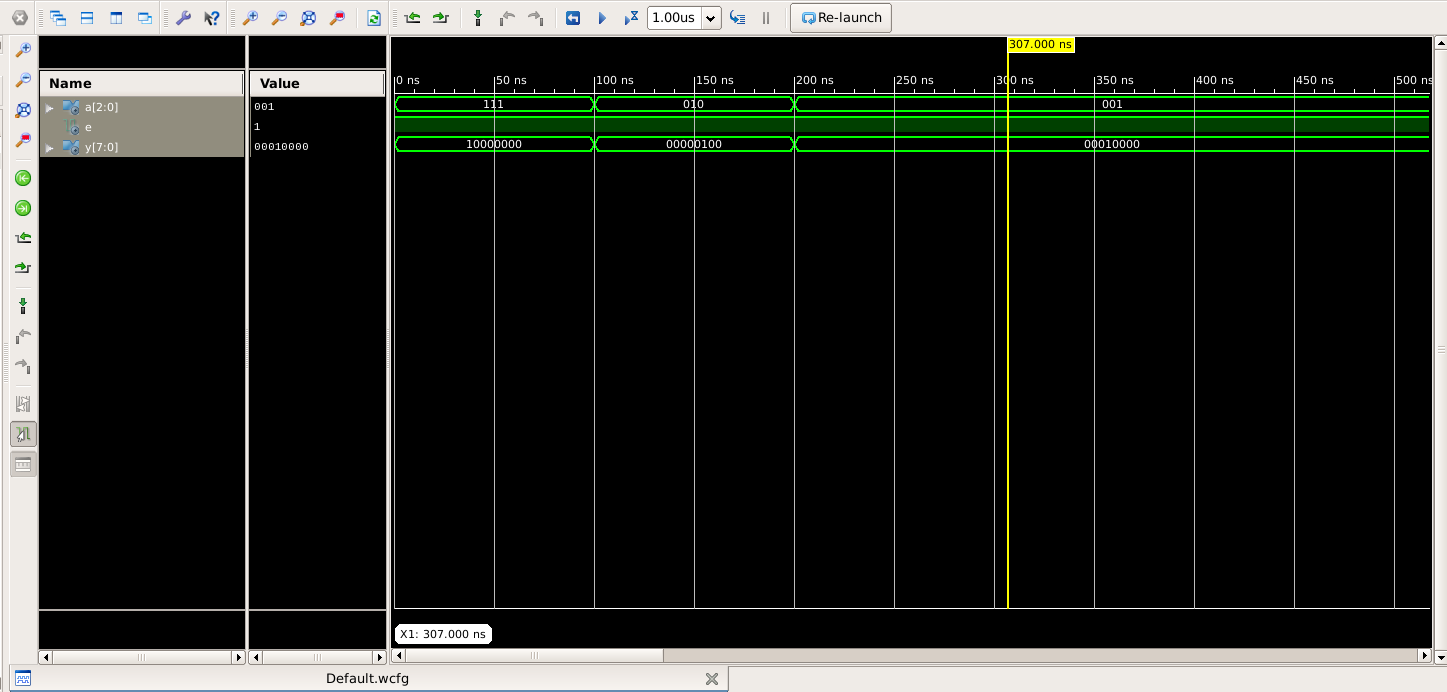 1.00us Re-launch
307.000 ns
Name Value
0 ns 50 ns 100 ns 150 ns 200 ns 250 ns 300 ns 350 ns 400 ns 450 ns 500 ns
a[2:0] 001 111 010 001
e 1
y[7:0] 00010000 10000000 00000100 00010000
X1: 307.000 ns
Default.wcfg